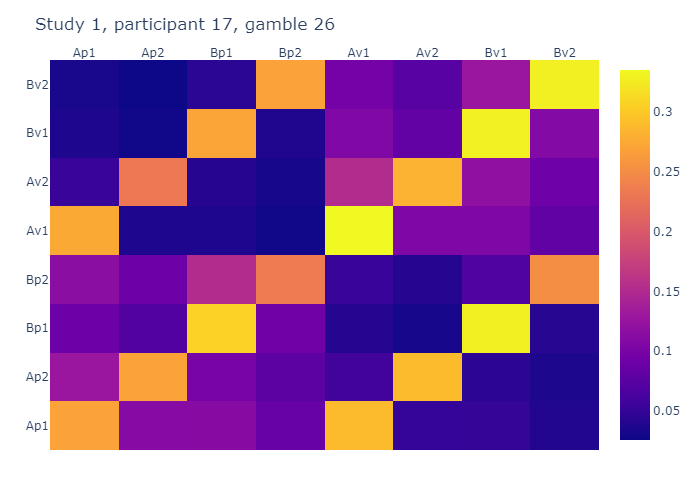 Study 1, participant 17, gamble 26
Ap1 Ap2 Bp1 Bp2 Av1 Av2 Bv1 Bv2
Bv2
Bv1
Av2
Av1
Bp2
Bp1
Ap2
Ap1
0.3
0.25
0.2
0.15
0.1
0.05